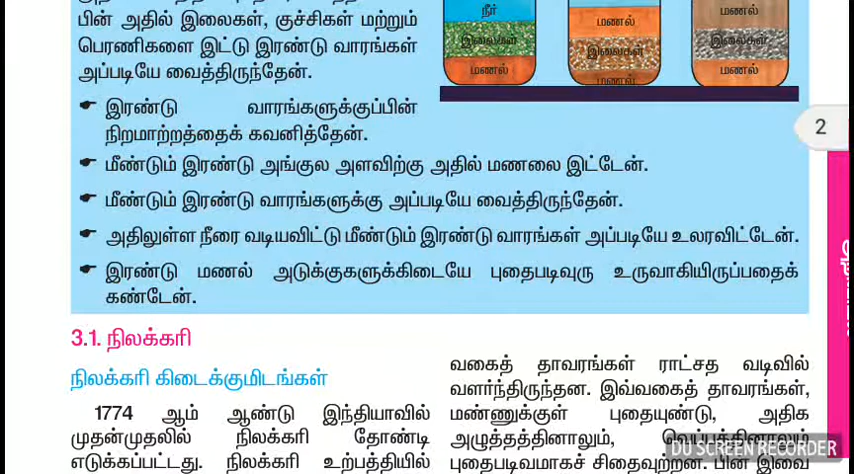 பின் அதில் இலைகள், குச்சிகள் மற்றும்
பெரணிகளை இட்டு இரண்டு வாரங்கள்
அப்படியே வைத்திருந்தேன்.
☛ இரண்டு வாரங்களுக்குப்பின்
நிறமாற்றத்தைக் கவனித்தேன்.
நீர்
இலைகள்
மணல்
மணல்
இலைகள்
மணல்
மணல்
இலைகள்
மணல்
2
☛ மீண்டும் இரண்டு அங்குல அளவிற்கு அதில் மணலை இட்டேன்.
☛ மீண்டும் இரண்டு வாரங்களுக்கு அப்படியே வைத்திருந்தேன்.
☛ அதிலுள்ள நீரை வடியவிட்டு மீண்டும் இரண்டு வாரங்கள் அப்படியே உலரவிட்டேன்.
☛ இரண்டு மணல் அடுக்குகளுக்கிடையே புதைபடிவுரு உருவாகியிருப்பதைக்
கண்டேன்.
3.1. நிலக்கரி
நிலக்கரி கிடைக்குமிடங்கள்
1774 ஆம் ஆண்டு இந்தியாவில்
முதன்முதலில் நிலக்கரி தோண்டி
எடுக்கப்பட்டது. நிலக்கரி உற்பத்தியில்
வகைத் தாவரங்கள் ராட்சத வடிவில்
வளர்ந்திருந்தன. இவ்வகைத் தாவரங்கள்,
மண்ணுக்குள் புதையுண்டு, அதிக
அழுத்தத்தினாலும், வெப்பத்தினாலும்
புதைபடிவமாகச் சிதைவுற்றன. பின் இவை
DU SCREEN RECORDER